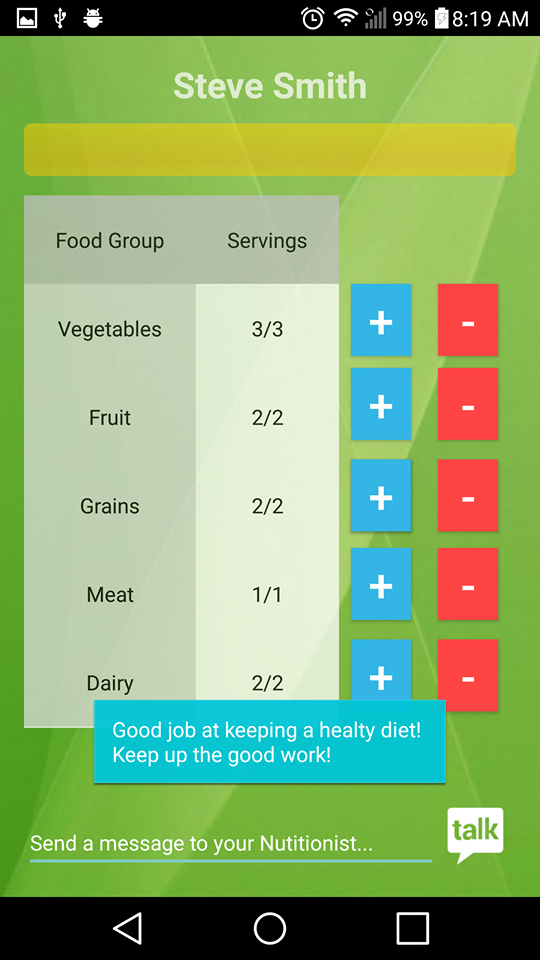 99% 8:19 AM
Steve Smith
Food Group Servings
Vegetables 3/3 + -
Fruit 2/2 + -
Grains 2/2 + -
Meat 1/1 + -
Dairy 2/2 + -
Good job at keeping a healty diet!
Keep up the good work!
Send a message to your Nutitionist...
talk